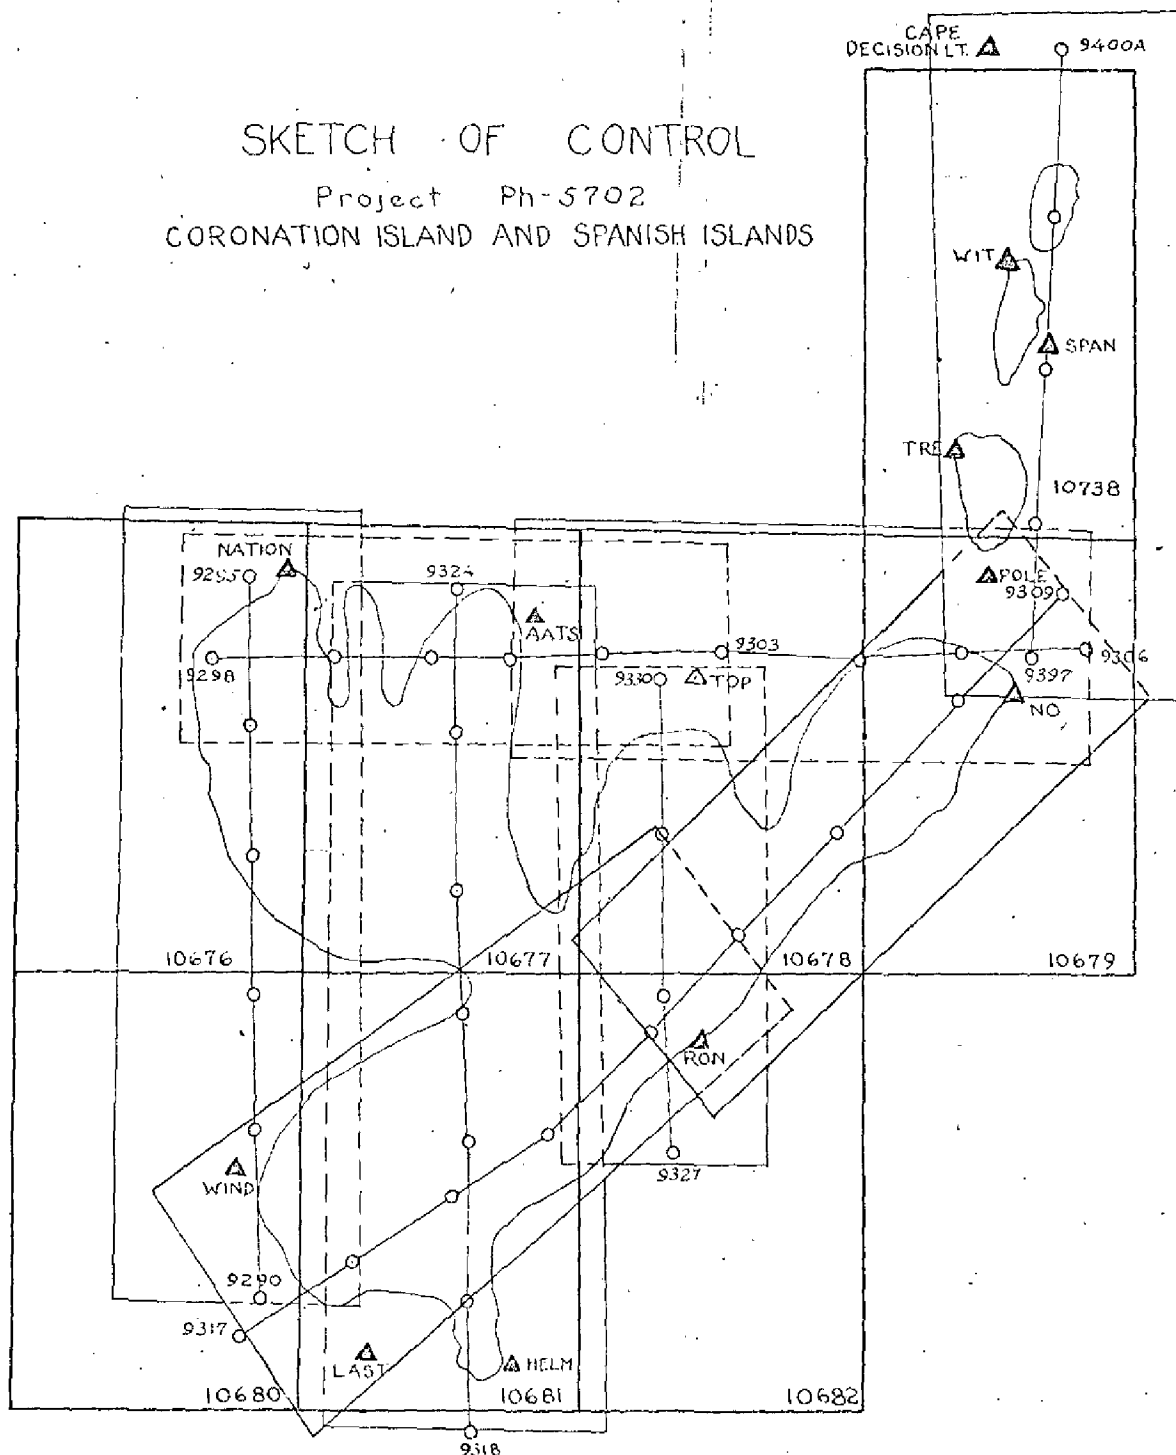 CAPE
DECISION LT.
9400A
SKETCH OF CONTROL
Project Ph-5702
CORONATION ISLAND AND SPANISH ISLANDS
WIT
SPAN
TRE
10738
NATION
9295
9324
POLE
9309
AATS
9303
9306
9298
9330
TOP
9397
NO
10676
10677
10678
10679
RON
WIND
9327
9290
9317
LAST
HELM
10680
10681
10682
9318